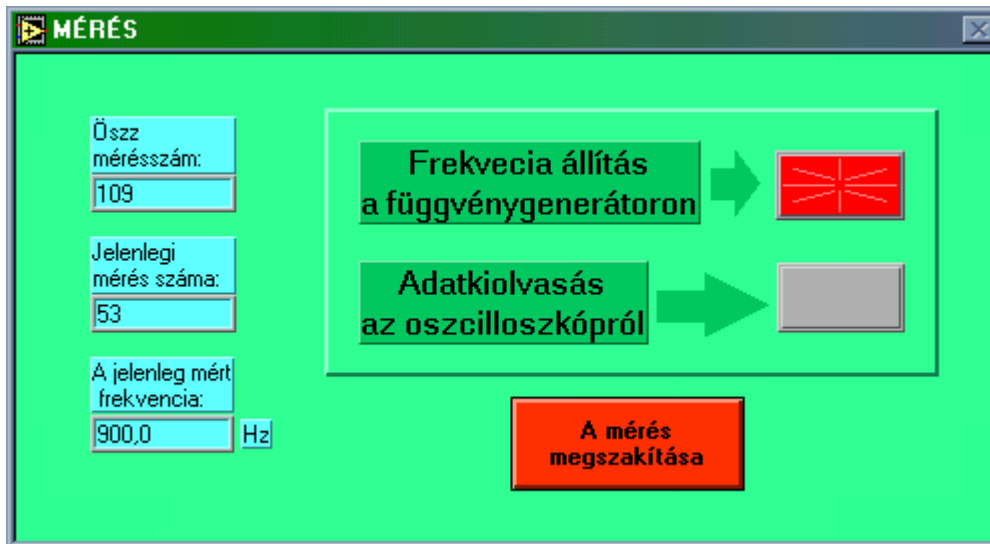 MÉRÉS
Öszz
mérésszám:
109
Jelenlegi
mérés száma:
53
A jelenleg mért
frekvencia:
900,0 Hz
Frekvecia állítás
a függvénygenerátoron
Adatkiolvasás
az oszcilloszkópról
A mérés
megszakítása